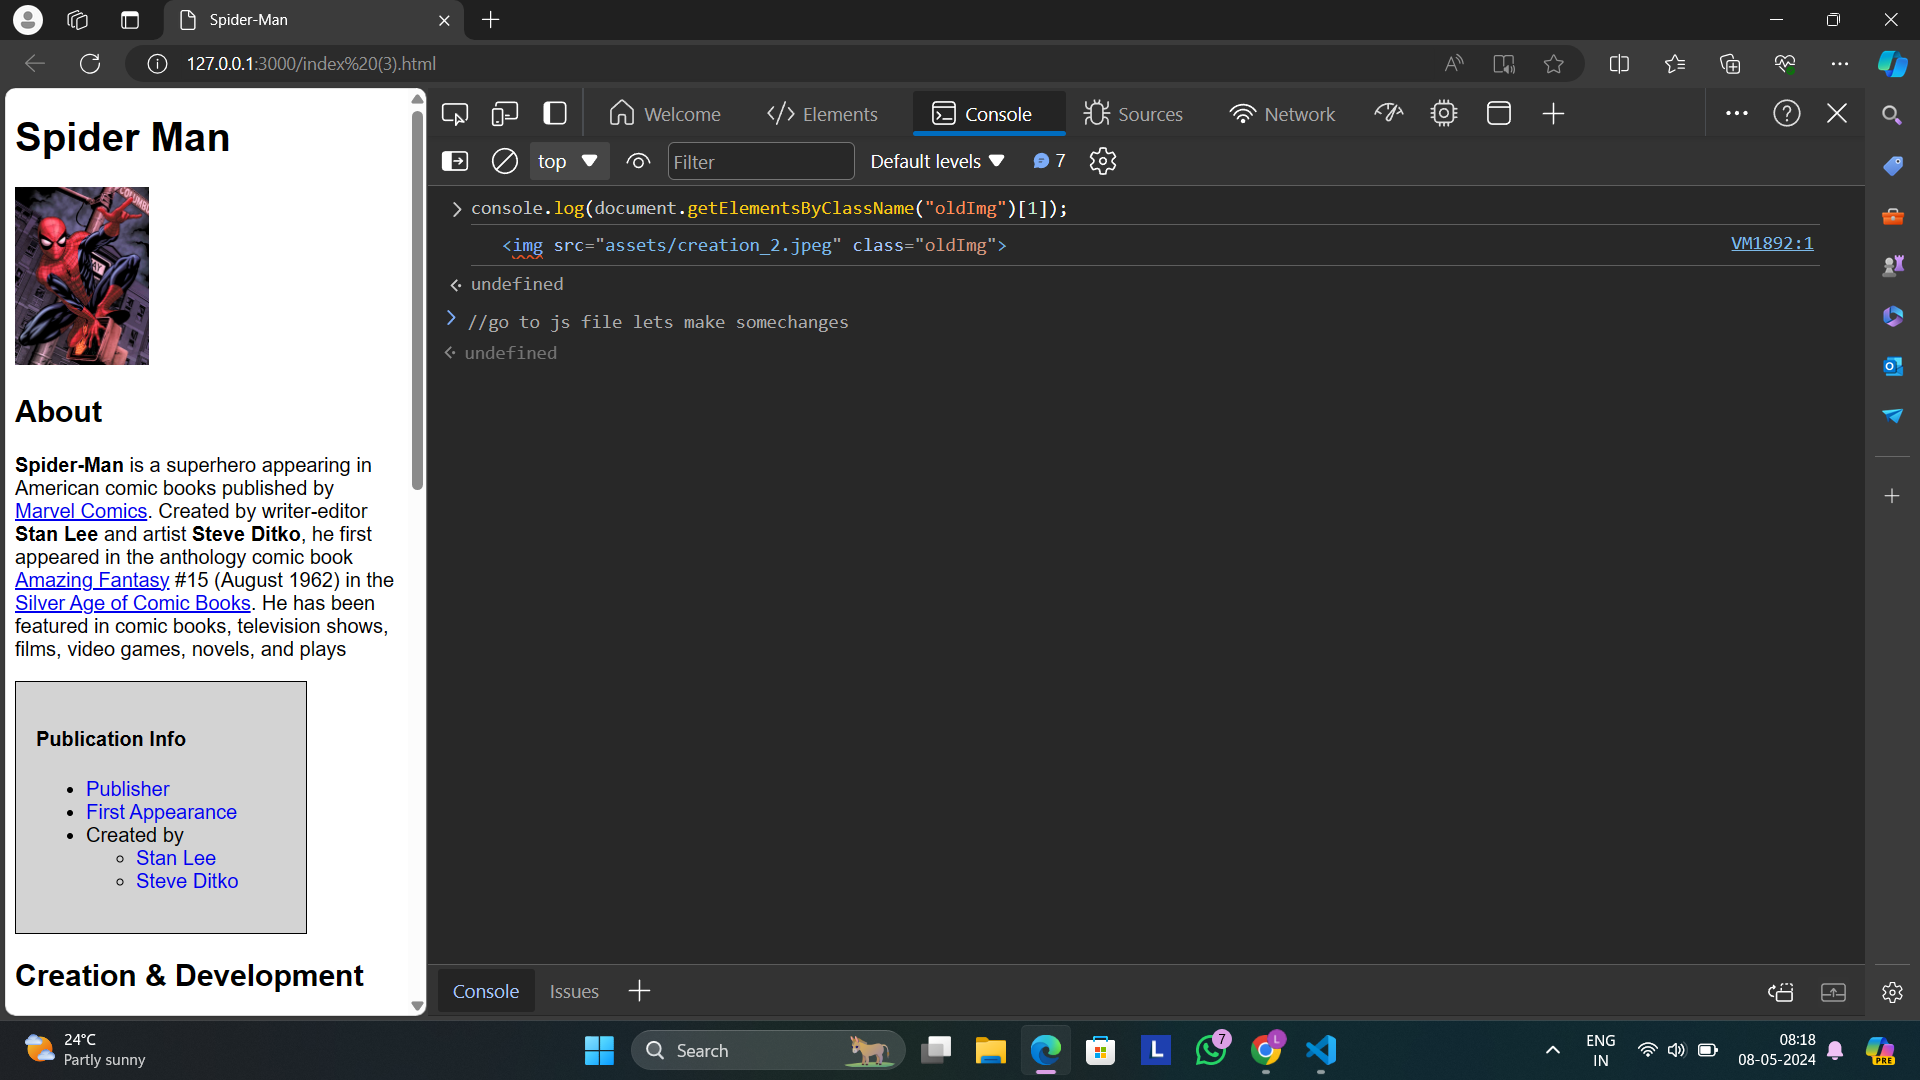 Spider-Man
127.0.0.1:3000/index%20(3).html
Spider Man
About
Spider-Man is a superhero appearing in
American comic books published by
Marvel Comics. Created by writer-editor
Stan Lee and artist Steve Ditko, he first
appeared in the anthology comic book
Amazing Fantasy #15 (August 1962) in the
Silver Age of Comic Books. He has been
featured in comic books, television shows,
films, video games, novels, and plays
Publication Info
Publisher
First Appearance
Created by
Stan Lee
Steve Ditko
Creation & Development
Welcome </> Elements Console Sources Network
top Filter Default levels 7
console.log(document.getElementsByClassName("oldImg")[1]);
<img src="assets/creation_2.jpeg" class="oldImg"> VM1892:1
undefined
//go to js file lets make somechanges
undefined
Console Issues
24°C
Partly sunny
Search
L
7
L
ENG
IN
08:18
08-05-2024
PRE